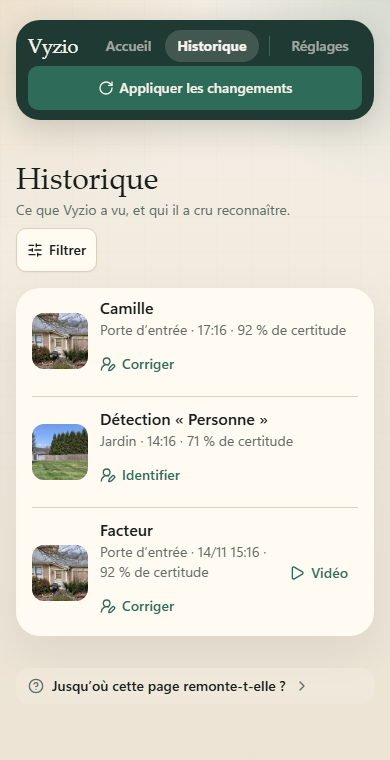 Vyzio Accueil Historique Réglages
Appliquer les changements
Historique
Ce que Vyzio a vu, et qui il a cru reconnaître.
Filtrer
Camille
Porte d’entrée · 17:16 · 92 % de certitude
Corriger
Détection « Personne »
Jardin · 14:16 · 71 % de certitude
Identifier
Facteur
Porte d’entrée · 14/11 15:16 ·
92 % de certitude
Vidéo
Corriger
Jusqu’où cette page remonte-t-elle ?